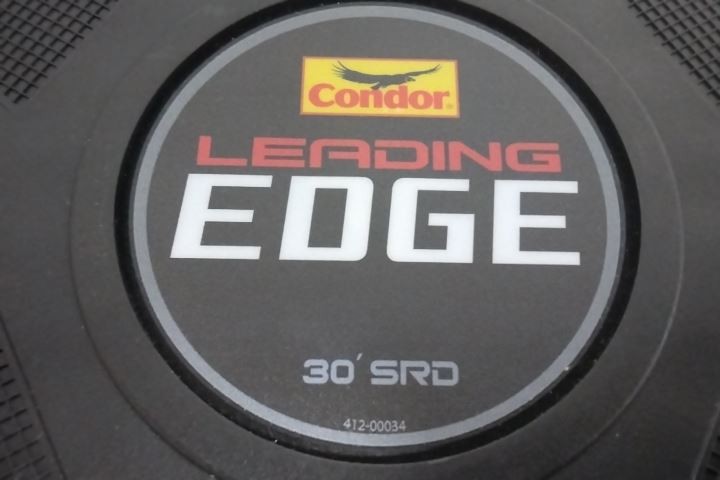 Condor
LEADING
EDGE
30' SRD
412-00034